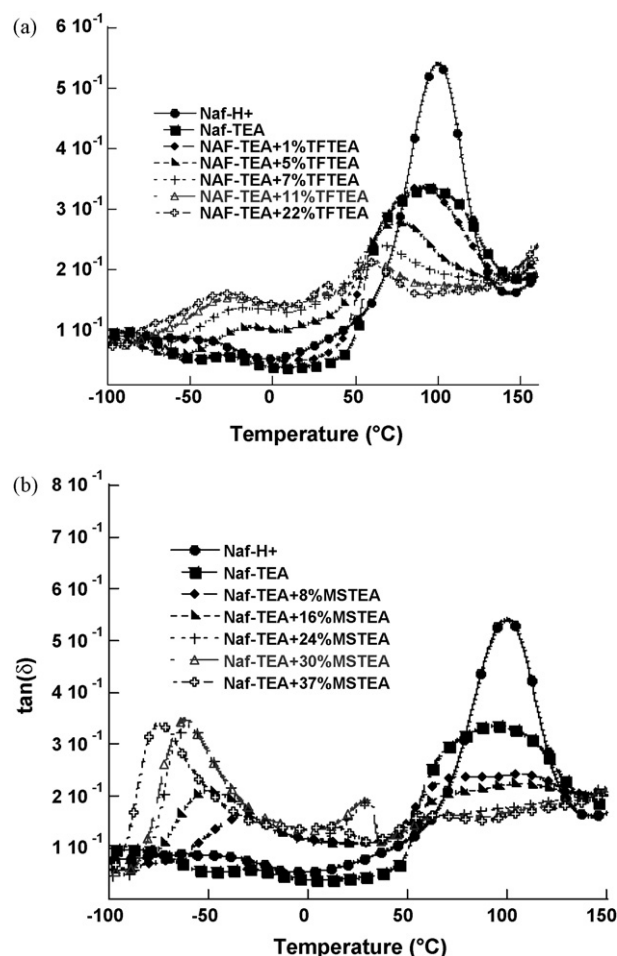 (a)
6 10⁻¹
5 10⁻¹
4 10⁻¹
3 10⁻¹
2 10⁻¹
1 10⁻¹
Naf-H+
Naf-TEA
NAF-TEA+1%TFTEA
NAF-TEA+5%TFTEA
NAF-TEA+7%TFTEA
NAF-TEA+11%TFTEA
NAF-TEA+22%TFTEA
-100 -50 0 50 100 150
Temperature (°C)
(b)
8 10⁻¹
7 10⁻¹
6 10⁻¹
5 10⁻¹
4 10⁻¹
3 10⁻¹
2 10⁻¹
1 10⁻¹
tan(δ)
Naf-H+
Naf-TEA
Naf-TEA+8%MSTEA
Naf-TEA+16%MSTEA
Naf-TEA+24%MSTEA
Naf-TEA+30%MSTEA
Naf-TEA+37%MSTEA
-100 -50 0 50 100 150
Temperature (°C)